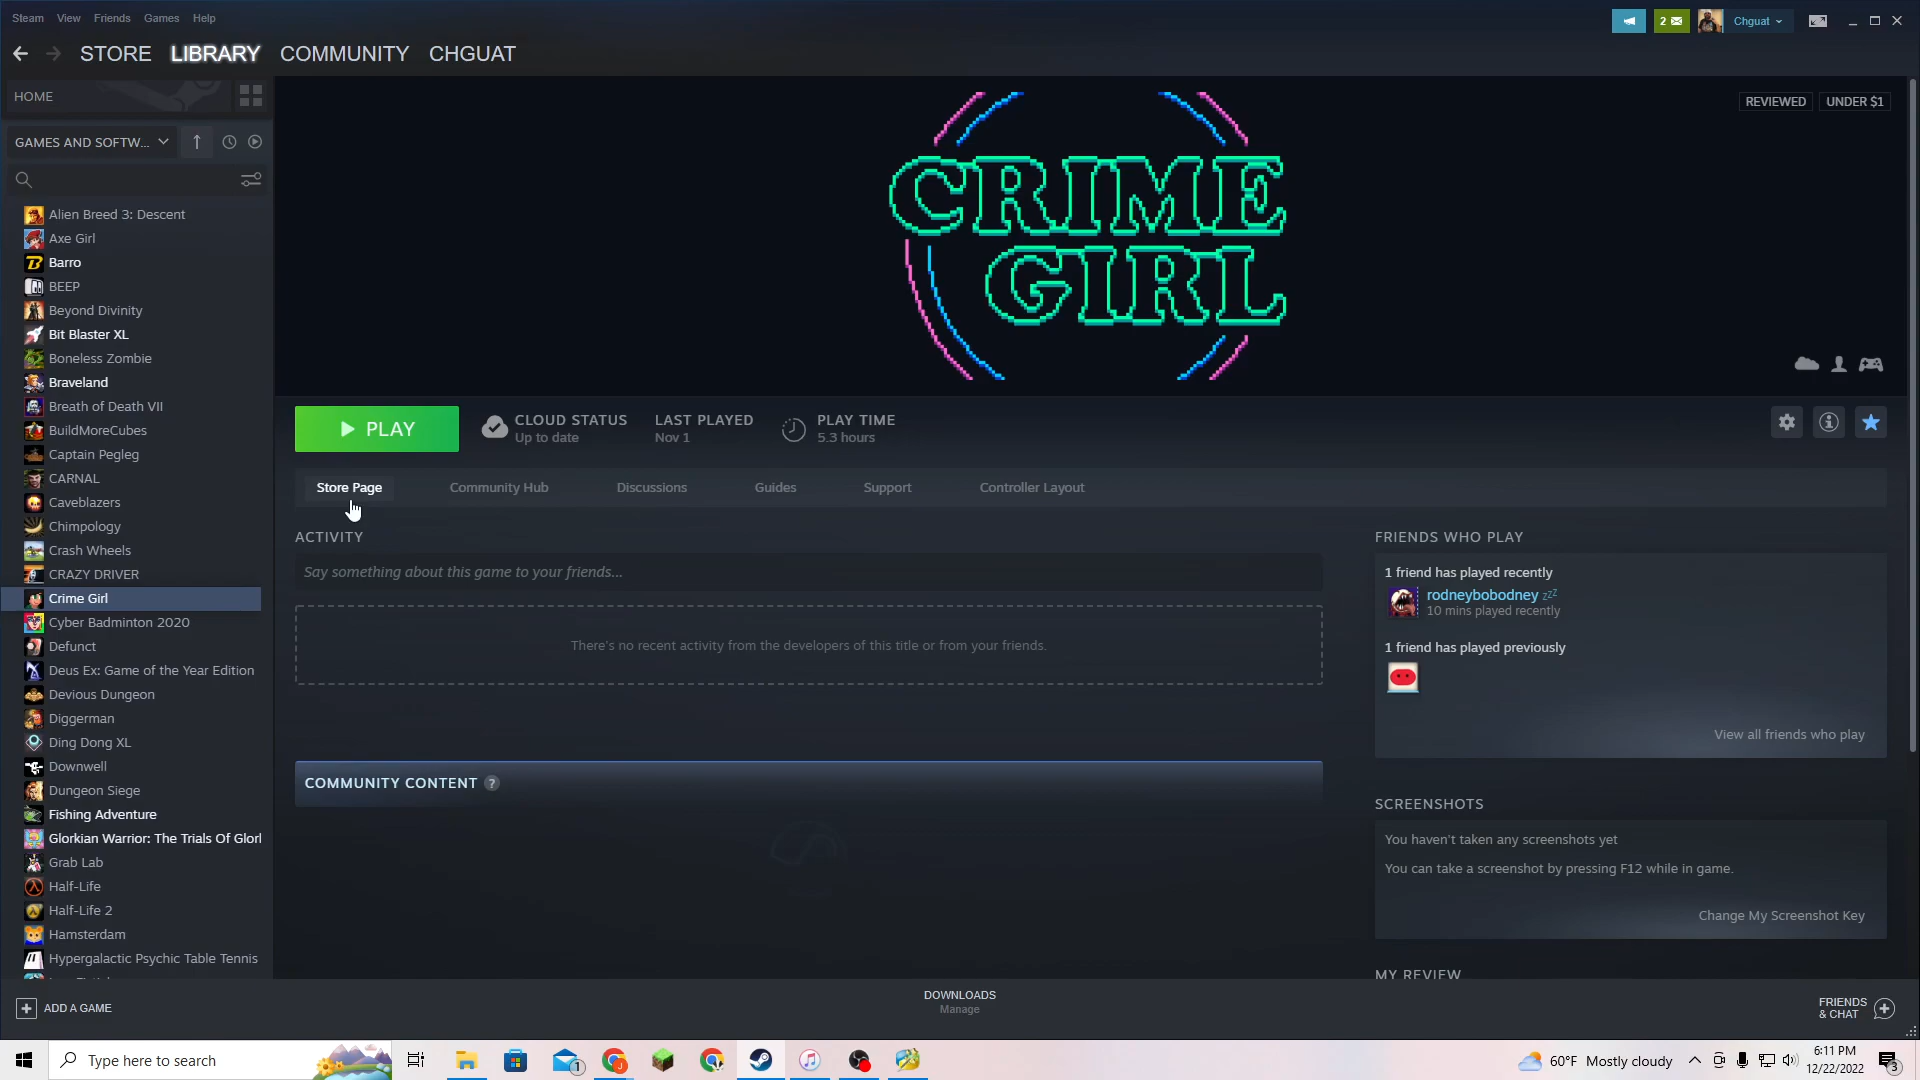 Steam View Friends Games Help
2
Chguat
STORE LIBRARY COMMUNITY CHGUAT
HOME
GAMES AND SOFTW...
Alien Breed 3: Descent
Axe Girl
Barro
BEEP
Beyond Divinity
Bit Blaster XL
Boneless Zombie
Braveland
Breath of Death VII
BuildMoreCubes
Captain Pegleg
CARNAL
Caveblazers
Chimpology
Crash Wheels
CRAZY DRIVER
Crime Girl
Cyber Badminton 2020
Defunct
Deus Ex: Game of the Year Edition
Devious Dungeon
Diggerman
Ding Dong XL
Downwell
Dungeon Siege
Fishing Adventure
Glorkian Warrior: The Trials Of Glorl
Grab Lab
Half-Life
Half-Life 2
Hamsterdam
Hypergalactic Psychic Table Tennis
ADD A GAME
REVIEWED UNDER $1
CRIME
GIRL
PLAY
CLOUD STATUS
Up to date
LAST PLAYED
Nov 1
PLAY TIME
5.3 hours
Store Page Community Hub Discussions Guides Support Controller Layout
ACTIVITY
Say something about this game to your friends...
There's no recent activity from the developers of this title or from your friends.
COMMUNITY CONTENT ?
FRIENDS WHO PLAY
1 friend has played recently
rodneybobodney zzZ
10 mins played recently
1 friend has played previously
View all friends who play
SCREENSHOTS
You haven't taken any screenshots yet
You can take a screenshot by pressing F12 while in game.
Change My Screenshot Key
MY REVIEW
DOWNLOADS
Manage
FRIENDS
& CHAT
Type here to search
1
J
60°F Mostly cloudy
6:11 PM
12/22/2022
3